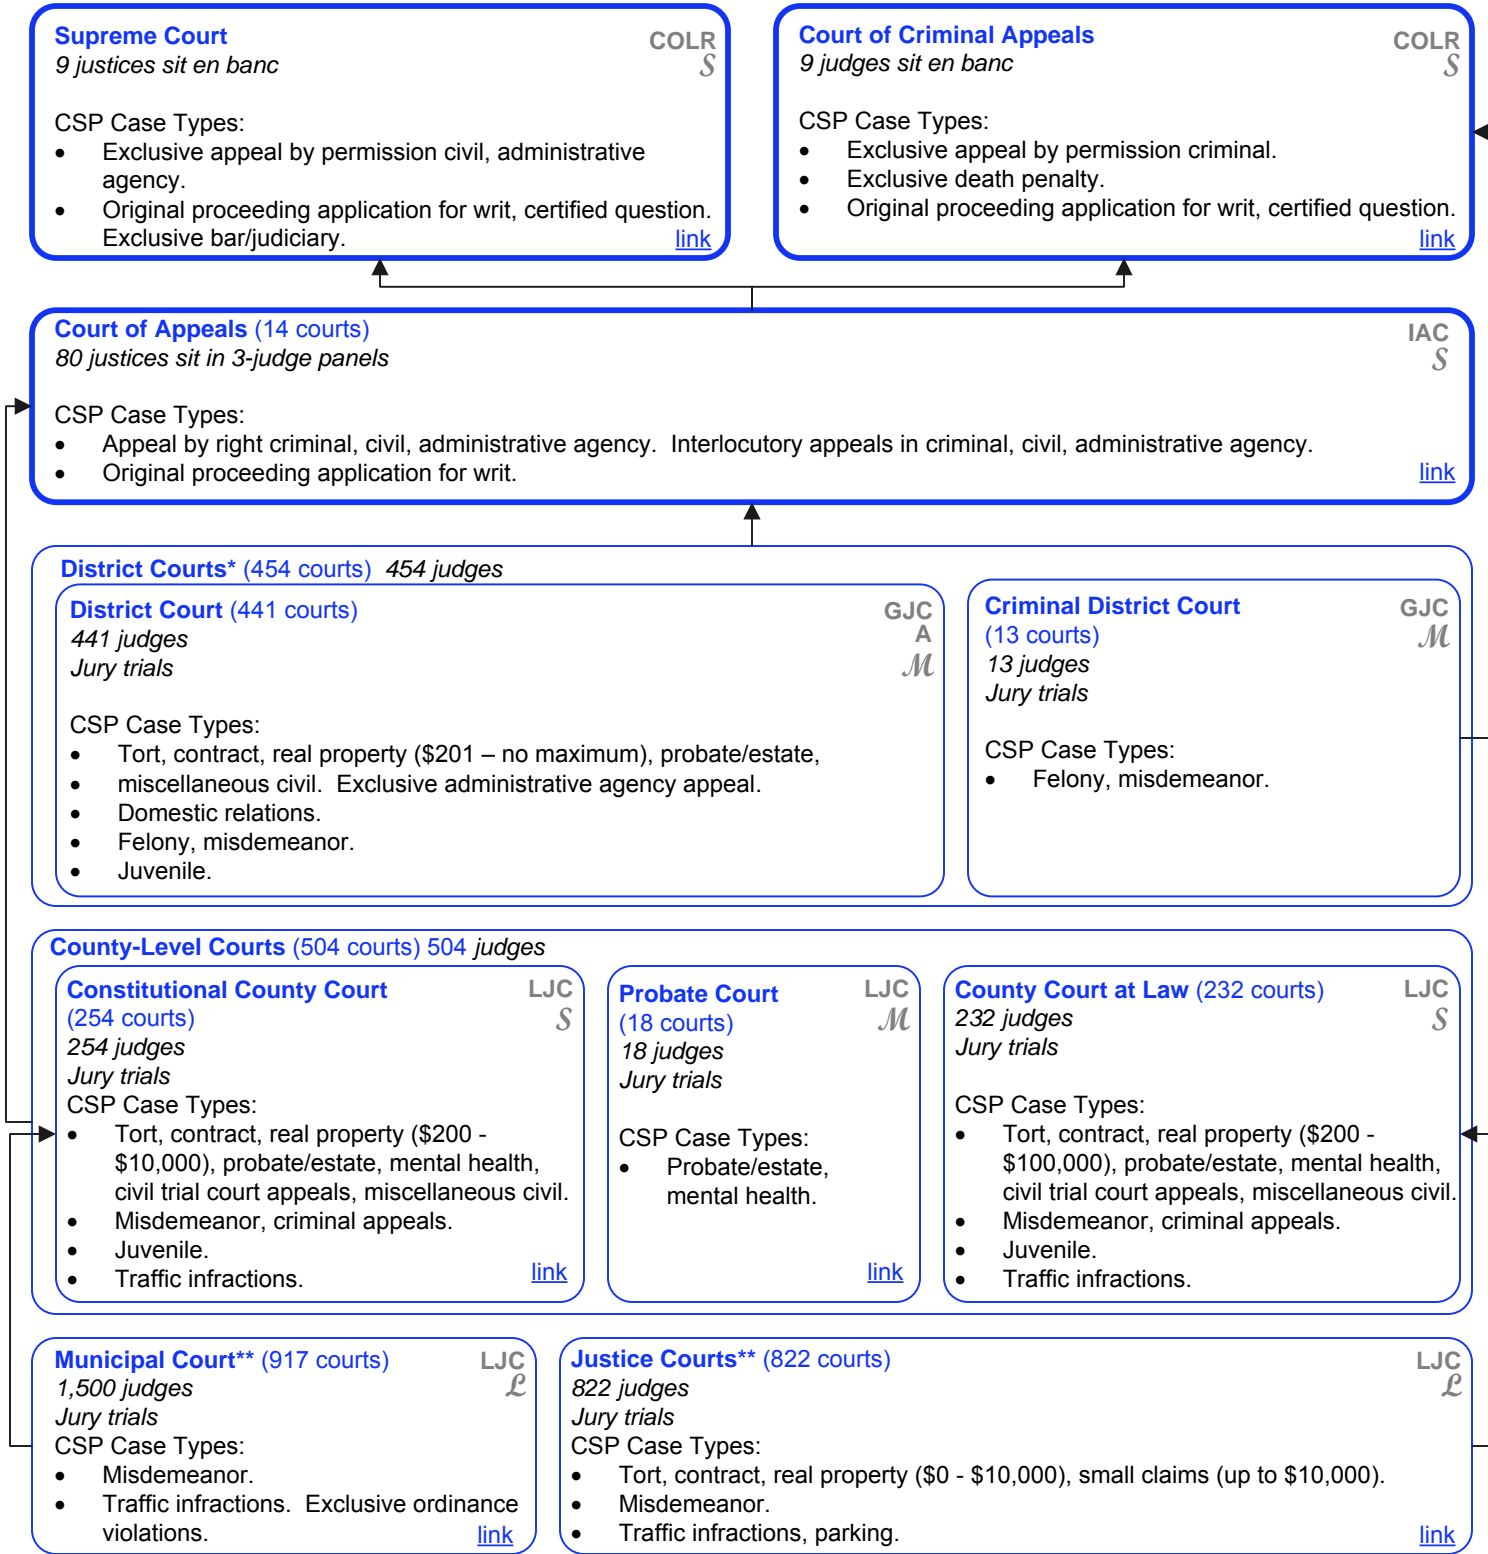 Supreme Court
COLR
9 justices sit en banc
S
CSP Case Types:
• Exclusive appeal by permission civil, administrative
agency.
• Original proceeding application for writ, certified question.
Exclusive bar/judiciary.
link
Court of Criminal Appeals
COLR
9 judges sit en banc
S
CSP Case Types:
• Exclusive appeal by permission criminal.
• Exclusive death penalty.
• Original proceeding application for writ, certified question.
link
Court of Appeals (14 courts)
IAC
80 justices sit in 3-judge panels
S
CSP Case Types:
• Appeal by right criminal, civil, administrative agency. Interlocutory appeals in criminal, civil, administrative agency.
• Original proceeding application for writ.
link
District Courts* (454 courts) 454 judges
District Court (441 courts)
GJC
441 judges
A
Jury trials
M
CSP Case Types:
• Tort, contract, real property ($201 – no maximum), probate/estate,
• miscellaneous civil. Exclusive administrative agency appeal.
• Domestic relations.
• Felony, misdemeanor.
• Juvenile.
Criminal District Court
GJC
(13 courts)
M
13 judges
Jury trials
CSP Case Types:
• Felony, misdemeanor.
County-Level Courts (504 courts) 504 judges
Constitutional County Court
LJC
(254 courts)
S
254 judges
Jury trials
CSP Case Types:
• Tort, contract, real property ($200 -
$10,000), probate/estate, mental health,
civil trial court appeals, miscellaneous civil.
• Misdemeanor, criminal appeals.
• Juvenile.
• Traffic infractions.
link
Probate Court
LJC
(18 courts)
M
18 judges
Jury trials
CSP Case Types:
• Probate/estate,
mental health.
link
County Court at Law (232 courts)
LJC
232 judges
S
Jury trials
CSP Case Types:
• Tort, contract, real property ($200 -
$100,000), probate/estate, mental health,
civil trial court appeals, miscellaneous civil.
• Misdemeanor, criminal appeals.
• Juvenile.
• Traffic infractions.
Municipal Court** (917 courts)
LJC
1,500 judges
L
Jury trials
CSP Case Types:
• Misdemeanor.
• Traffic infractions. Exclusive ordinance
violations.
link
Justice Courts** (822 courts)
LJC
822 judges
L
Jury trials
CSP Case Types:
• Tort, contract, real property ($0 - $10,000), small claims (up to $10,000).
• Misdemeanor.
• Traffic infractions, parking.
link